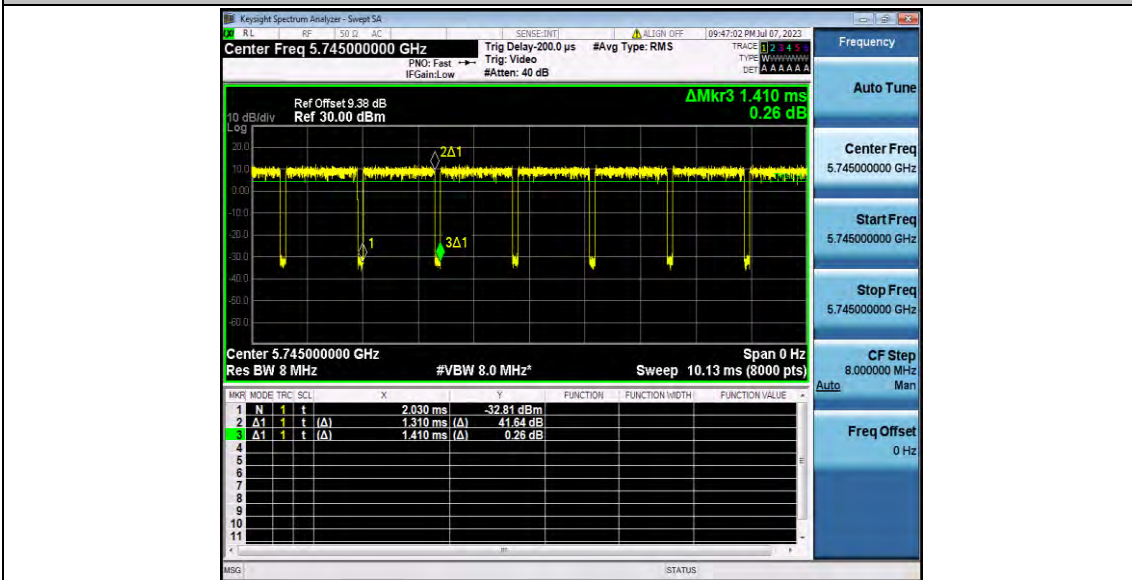 Keysight Spectrum Analyzer - Swept SA
RL RF 50 Ω AC SENSE:INT ALIGN OFF 09:47:02 PM Jul 07, 2023
Center Freq 5.745000000 GHz Trig Delay-200.0 µs #Avg Type: RMS TRACE 1 2 3 4 5 6
PNO: Fast Trig: Video TYPE WWWWWW
IFGain:Low #Atten: 40 dB DET A A A A A A
Frequency
Auto Tune
Center Freq
5.745000000 GHz
Start Freq
5.745000000 GHz
Stop Freq
5.745000000 GHz
CF Step
8.000000 MHz
Auto Man
Freq Offset
0 Hz
ΔMkr3 1.410 ms
0.26 dB
Ref Offset 9.38 dB
10 dB/div Ref 30.00 dBm
Log
20.0
10.0
0.00
-10.0
-20.0
-30.0
-40.0
-50.0
-60.0
2Δ1
1
3Δ1
Center 5.745000000 GHz Span 0 Hz
Res BW 8 MHz #VBW 8.0 MHz* Sweep 10.13 ms (8000 pts)
MKR MODE TRC SCL X Y FUNCTION FUNCTION WIDTH FUNCTION VALUE
1 N 1 t 2.030 ms -32.81 dBm
2 Δ1 1 t (Δ) 1.310 ms (Δ) 41.64 dB
3 Δ1 1 t (Δ) 1.410 ms (Δ) 0.26 dB
4
5
6
7
8
9
10
11
MSG STATUS